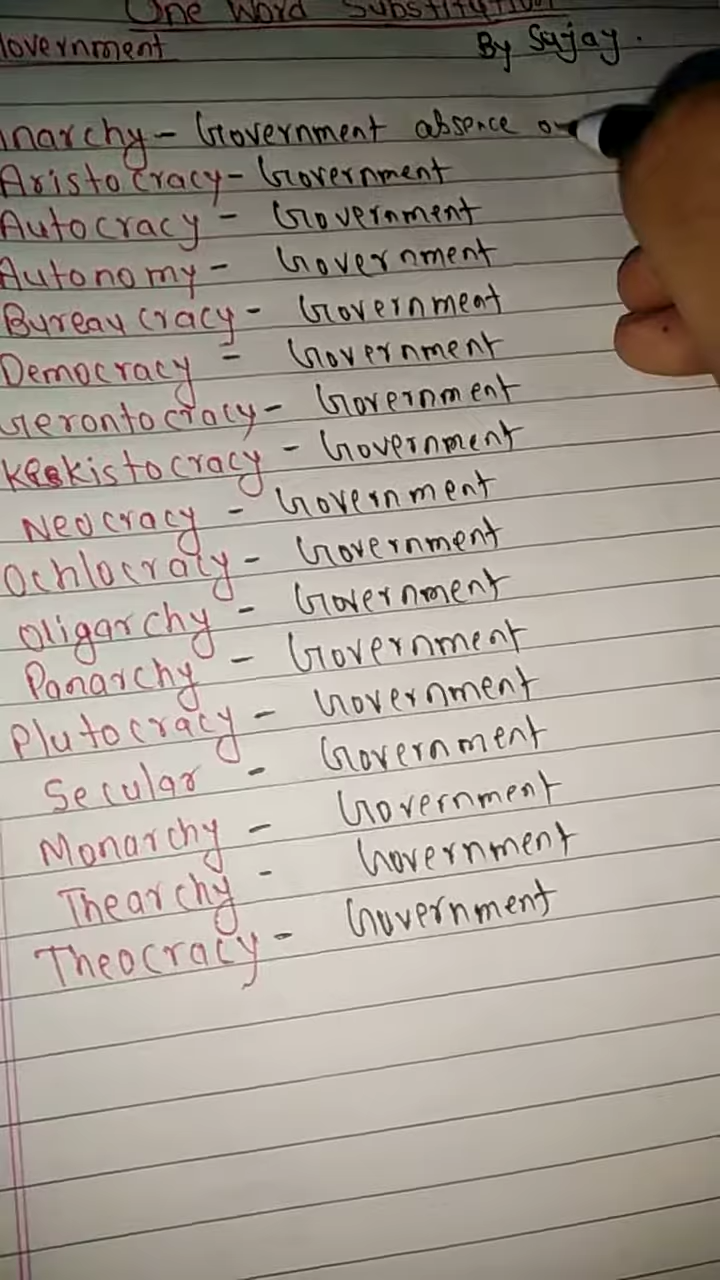 One Word Substitution
Government
By Sajay.
narchy - Government absence o
Aristocracy - Government
Autocracy - Government
Autonomy - Government
Bureaucracy - Government
Democracy - Government
Gerontocracy - Government
Kakistocracy - Government
Neocracy - Government
Ochlocracy - Government
Oligarchy - Government
Panarchy - Government
Plutocracy - Government
Secular - Government
Monarchy - Government
Thearchy - Government
Theocracy - Government